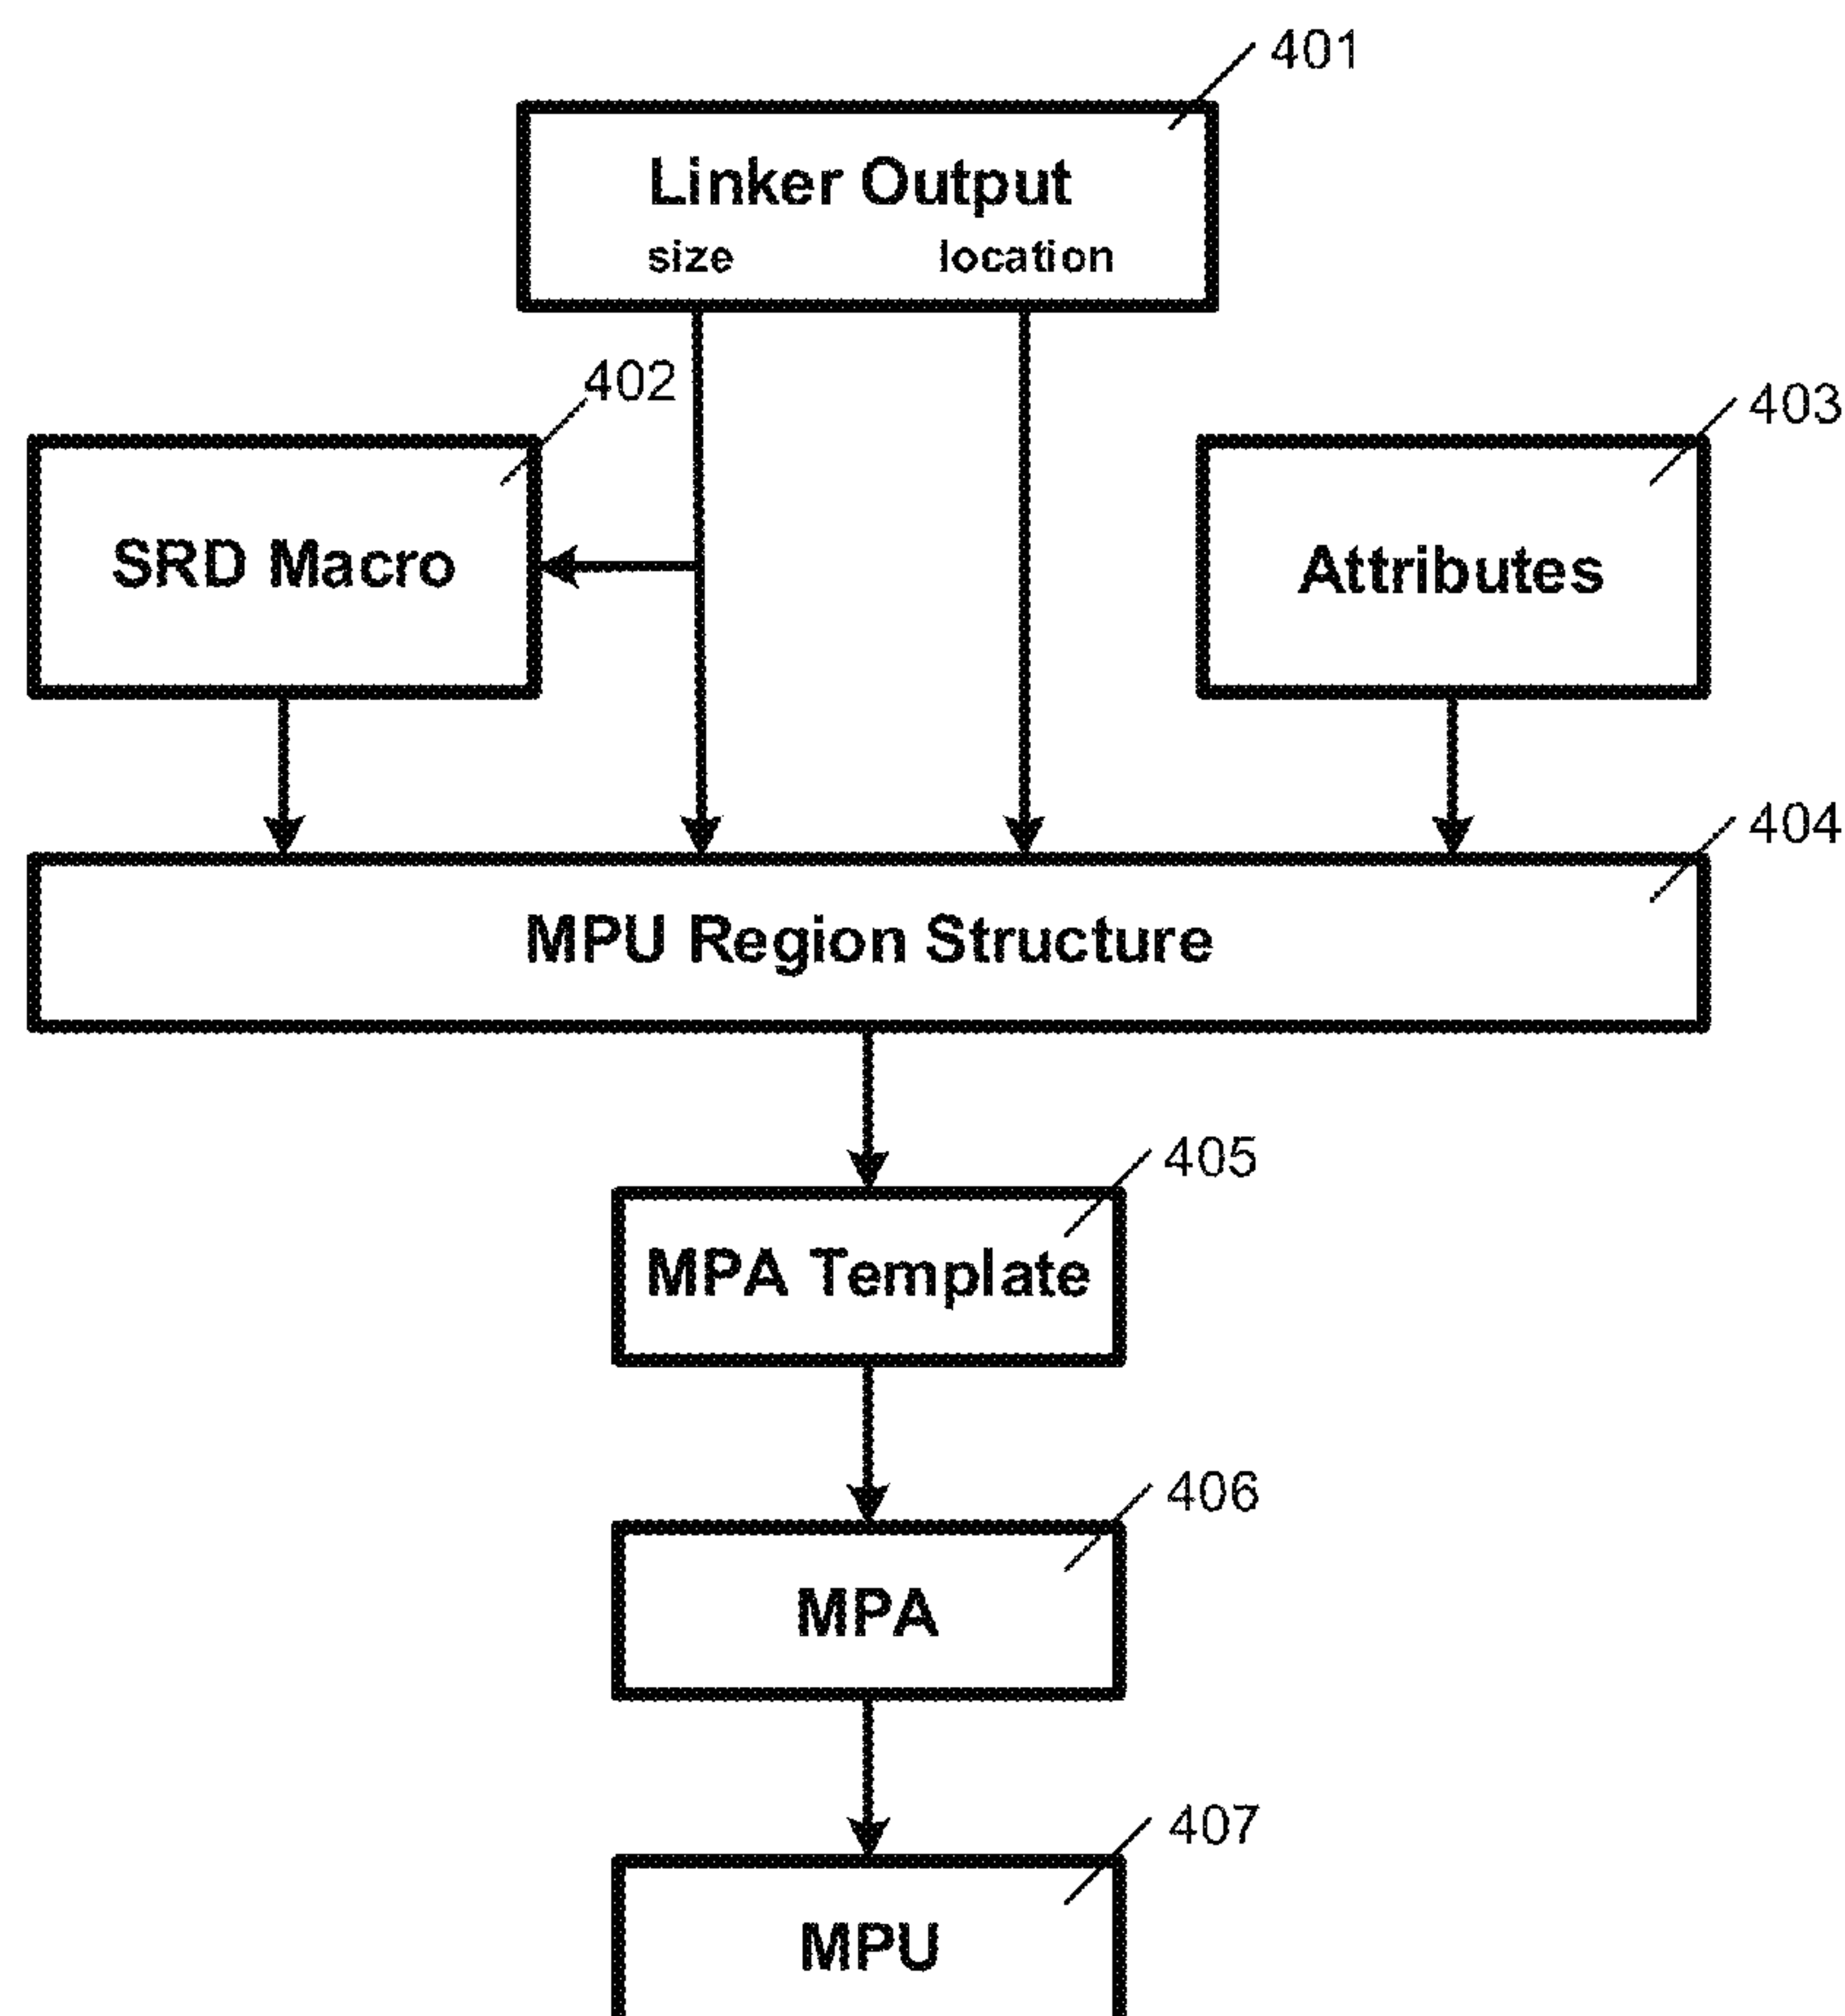 401
Linker Output
size location
402
403
SRD Macro
Attributes
404
MPU Region Structure
405
MPA Template
406
MPA
407
MPU